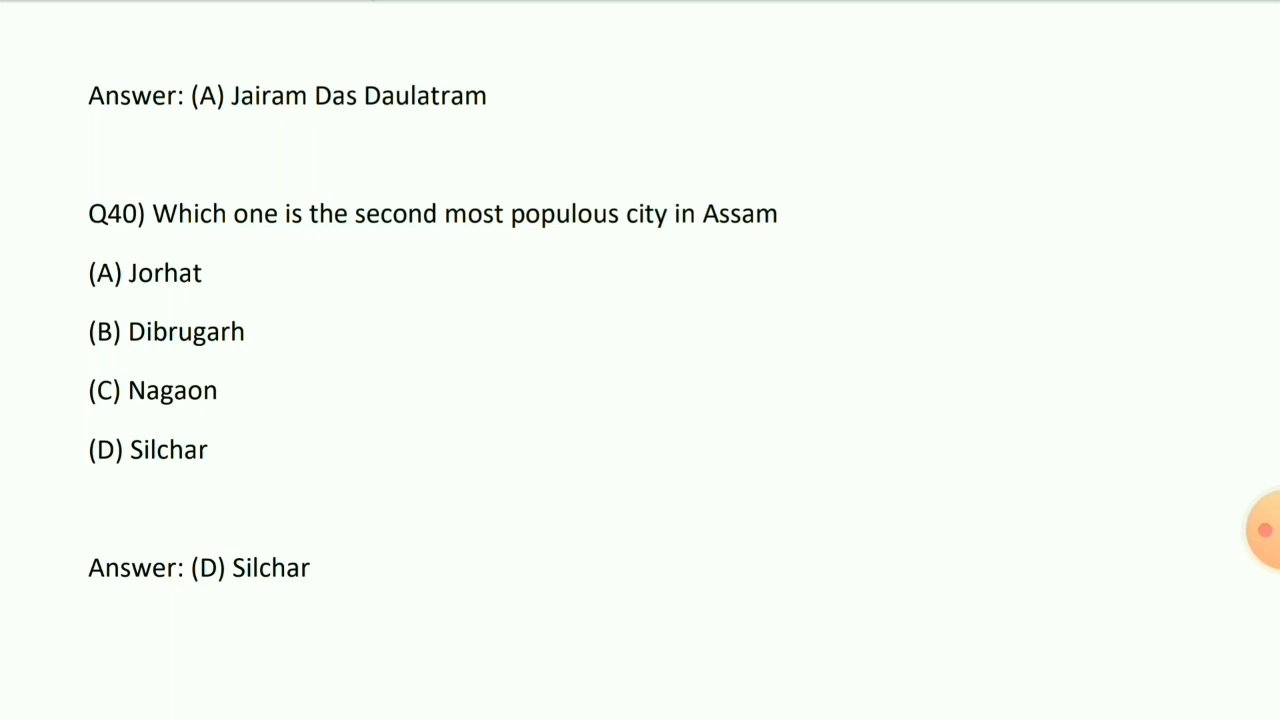 Answer: (A) Jairam Das Daulatram
Q40) Which one is the second most populous city in Assam
(A) Jorhat
(B) Dibrugarh
(C) Nagaon
(D) Silchar
Answer: (D) Silchar